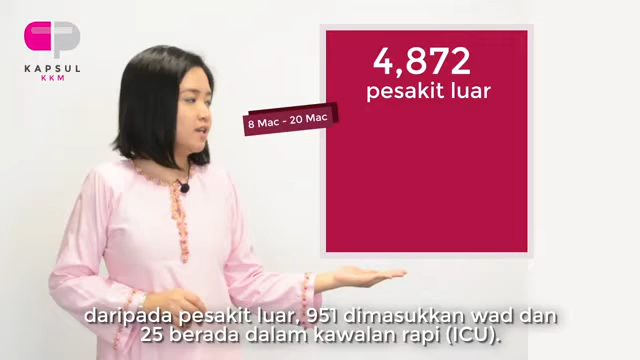 KAPSUL
KKM
4,872
pesakit luar
8 Mac - 20 Mac
daripada pesakit luar, 951 dimasukkan wad dan
25 berada dalam kawalan rapi (ICU).